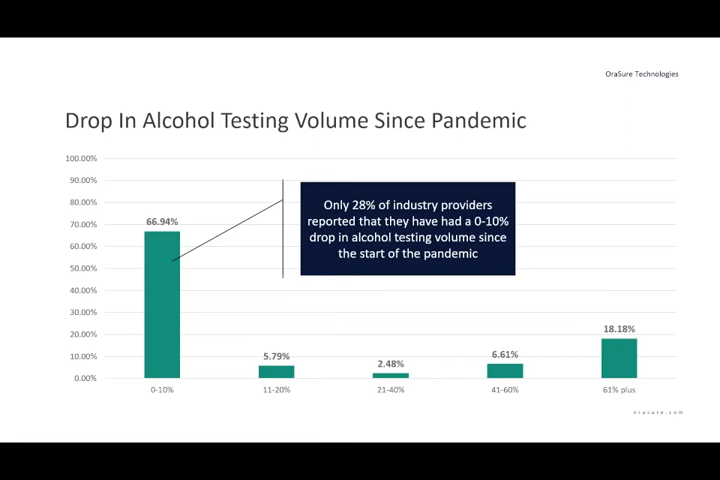 OraSure Technologies
Drop In Alcohol Testing Volume Since Pandemic
100.00%
90.00%
80.00%
70.00%
60.00%
50.00%
40.00%
30.00%
20.00%
10.00%
0.00%
66.94%
5.79%
2.48%
6.61%
18.18%
Only 28% of industry providers
reported that they have had a 0-10%
drop in alcohol testing volume since
the start of the pandemic
0-10%
11-20%
21-40%
41-60%
61% plus
orasure.com